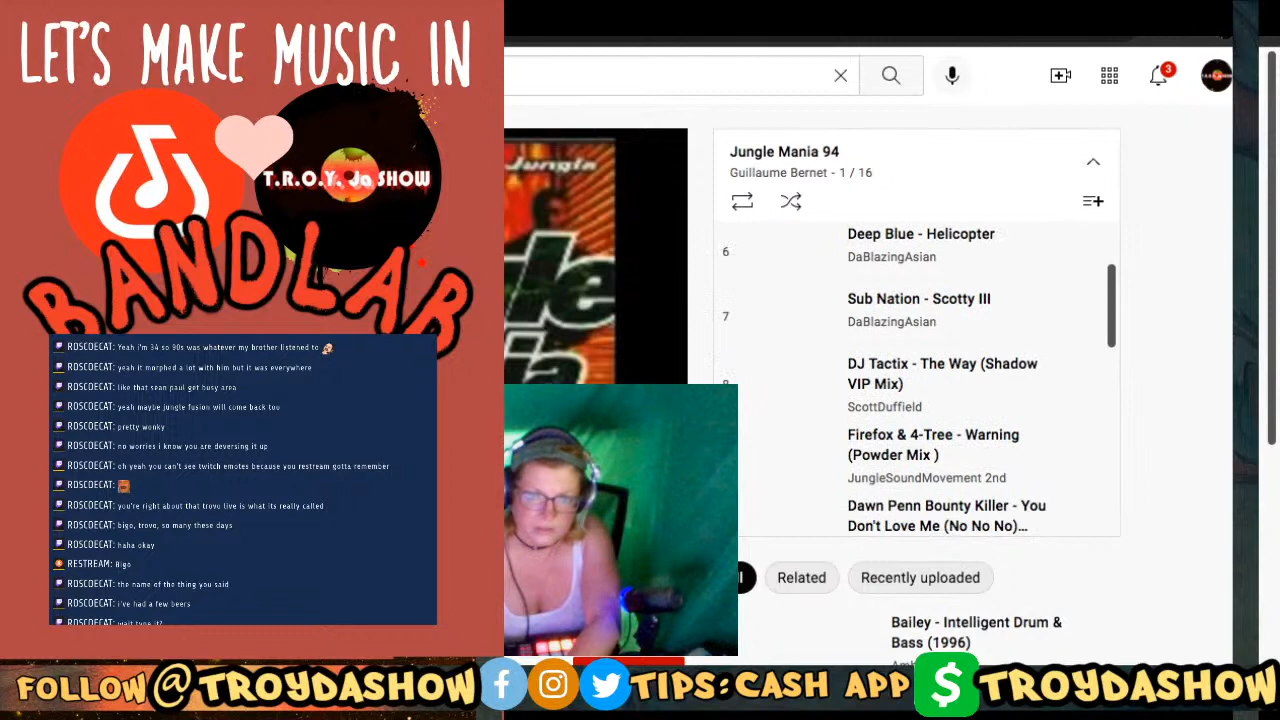 LET'S MAKE MUSIC IN
T.R.O.Y. Da SHOW
BANDLAB
ROSCOECAT: Yeah i'm 34 so 90s was whatever my brother listened to
ROSCOECAT: yeah it morphed a lot with him but it was everywhere
ROSCOECAT: like that sean paul get busy area
ROSCOECAT: yeah maybe jungle fusion will come back too
ROSCOECAT: pretty wonky
ROSCOECAT: no worries i know you are deversing it up
ROSCOECAT: oh yeah you can't see twitch emotes because you restream gotta remember
ROSCOECAT:
ROSCOECAT: you're right about that trovo live is what its really called
ROSCOECAT: bigo, trovo, so many these days
ROSCOECAT: haha okay
RESTREAM: Bigo
ROSCOECAT: the name of the thing you said
ROSCOECAT: i've had a few beers
ROSCOECAT: wait type it?
3
Jungle
Jungle Mania 94
Guillaume Bernet - 1 / 16
6
Deep Blue - Helicopter
DaBlazingAsian
7
Sub Nation - Scotty III
DaBlazingAsian
DJ Tactix - The Way (Shadow
VIP Mix)
ScottDuffield
Firefox & 4-Tree - Warning
(Powder Mix )
JungleSoundMovement 2nd
Dawn Penn Bounty Killer - You
Don't Love Me (No No No)...
Related
Recently uploaded
Bailey - Intelligent Drum &
Bass (1996)
FOLLOW @TROYDASHOW
TIPS:CASH APP
$
TROYDASHOW